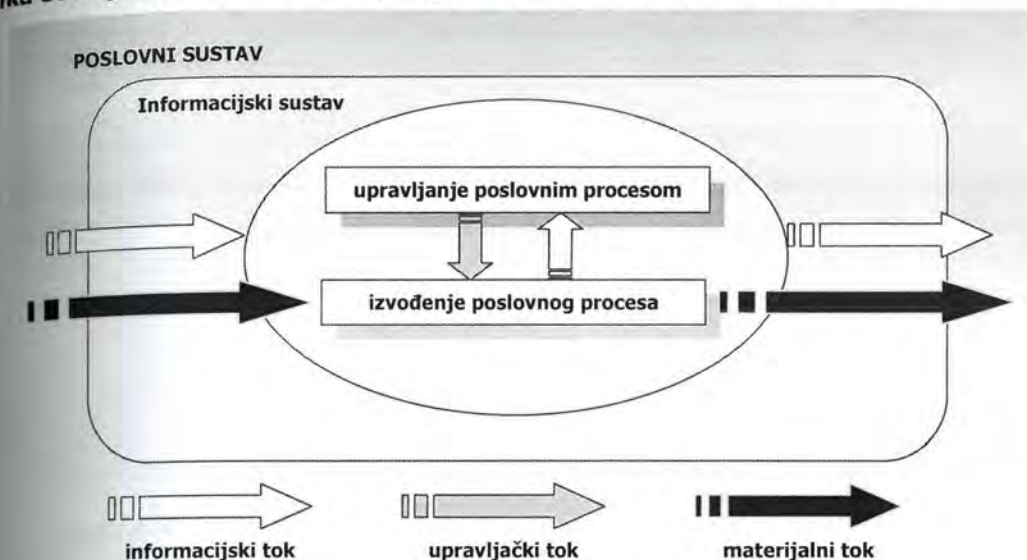 POSLOVNI SUSTAV
Informacijski sustav
upravljanje poslovnim procesom
izvođenje poslovnog procesa
informacijski tok
upravljački tok
materijalni tok